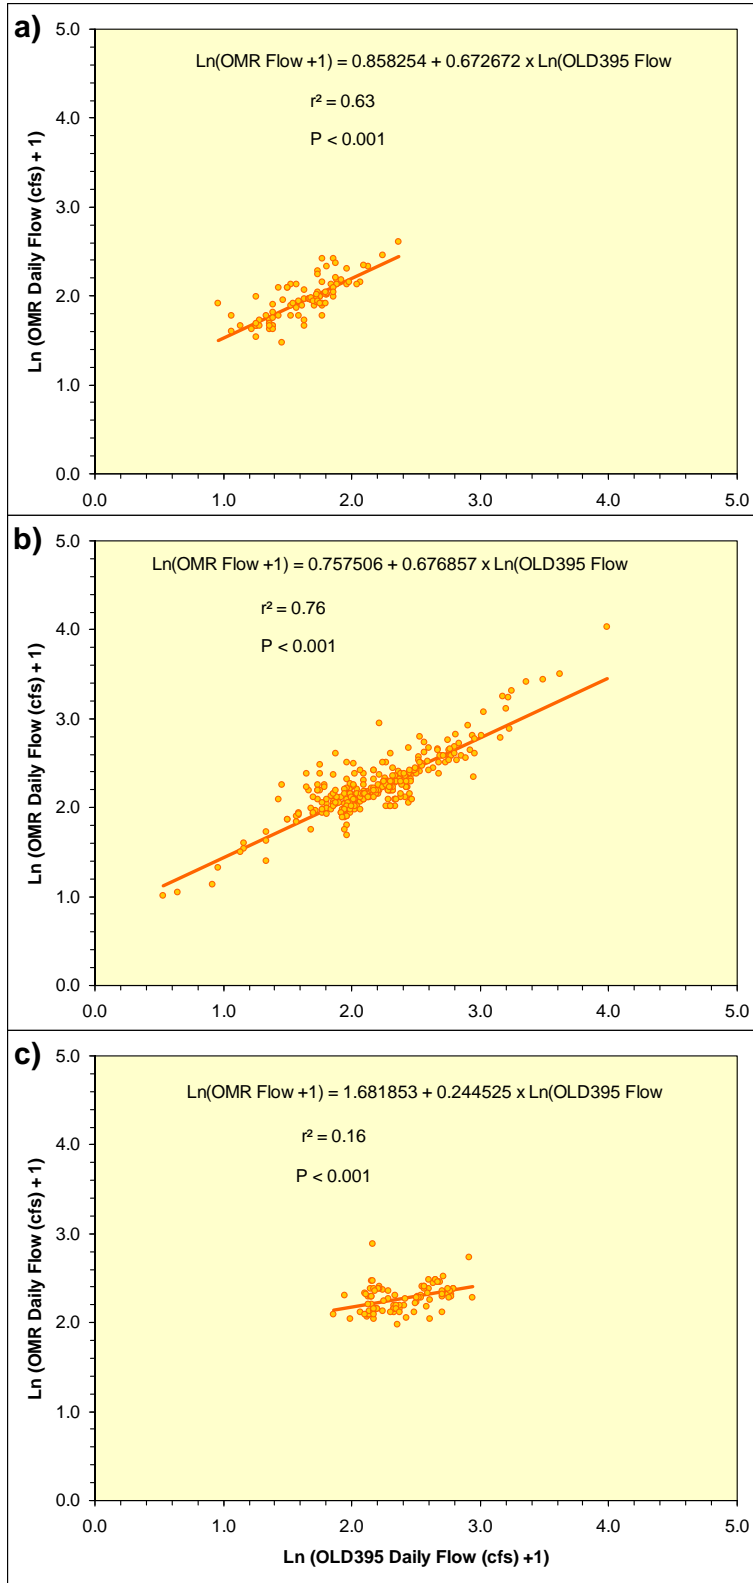 a)
5.0
Ln(OMR Flow +1) = 0.858254 + 0.672672 x Ln(OLD395 Flow
r² = 0.63
P < 0.001
4.0
3.0
2.0
1.0
0.0
Ln (OMR Daily Flow (cfs) + 1)
0.0 1.0 2.0 3.0 4.0 5.0
b)
5.0
Ln(OMR Flow +1) = 0.757506 + 0.676857 x Ln(OLD395 Flow
r² = 0.76
P < 0.001
4.0
3.0
2.0
1.0
0.0
Ln (OMR Daily Flow (cfs) + 1)
0.0 1.0 2.0 3.0 4.0 5.0
c)
5.0
Ln(OMR Flow +1) = 1.681853 + 0.244525 x Ln(OLD395 Flow
r² = 0.16
P < 0.001
4.0
3.0
2.0
1.0
0.0
Ln (OMR Daily Flow (cfs) + 1)
0.0 1.0 2.0 3.0 4.0 5.0
Ln (OLD395 Daily Flow (cfs) +1)